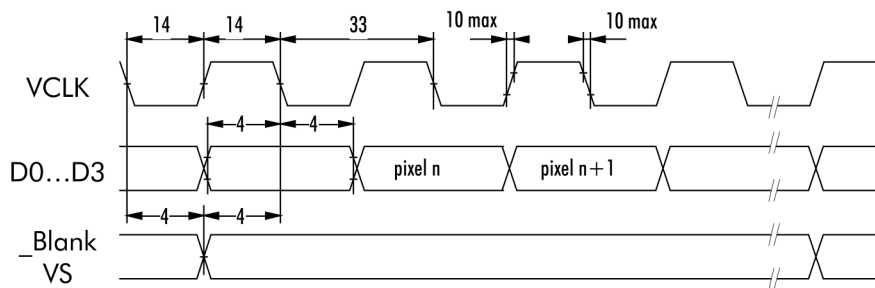 14 14 33 10 max 10 max
VCLK
4 4
D0...D3 pixel n pixel n+1
4 4
_Blank
VS